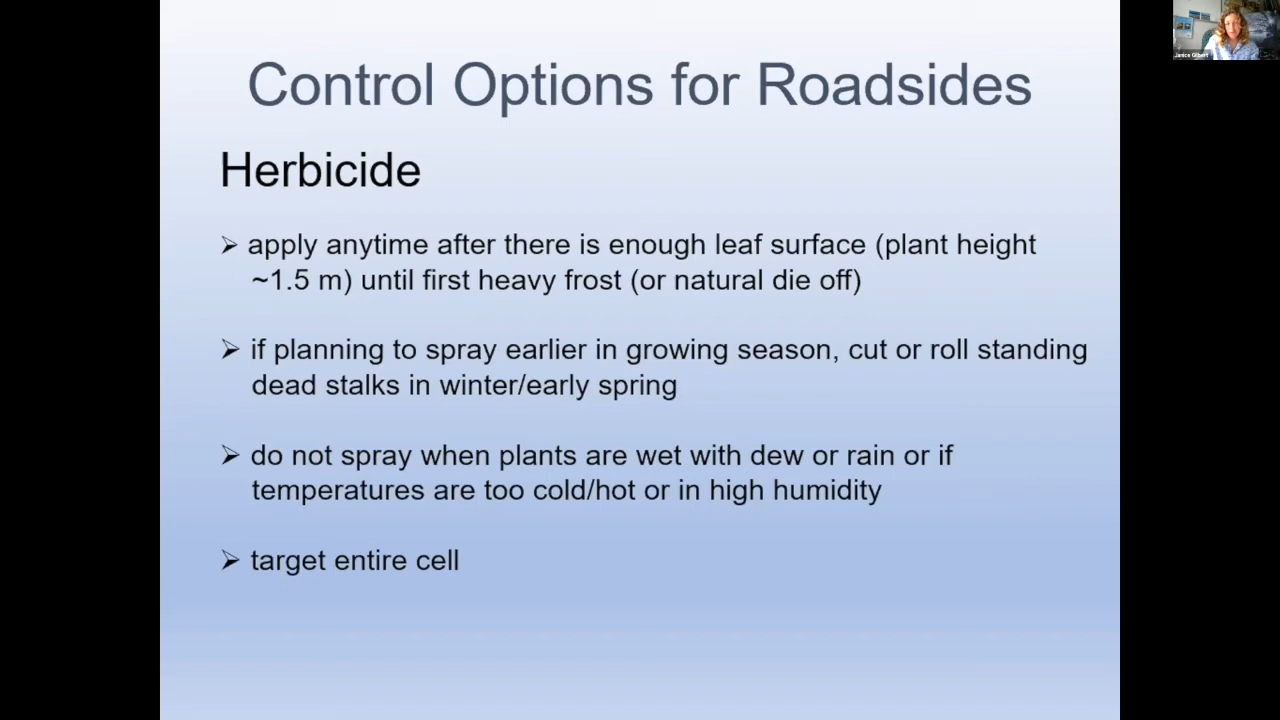 Control Options for Roadsides
Herbicide
➢ apply anytime after there is enough leaf surface (plant height
~1.5 m) until first heavy frost (or natural die off)
➢ if planning to spray earlier in growing season, cut or roll standing
dead stalks in winter/early spring
➢ do not spray when plants are wet with dew or rain or if
temperatures are too cold/hot or in high humidity
➢ target entire cell
Janice Gilbert